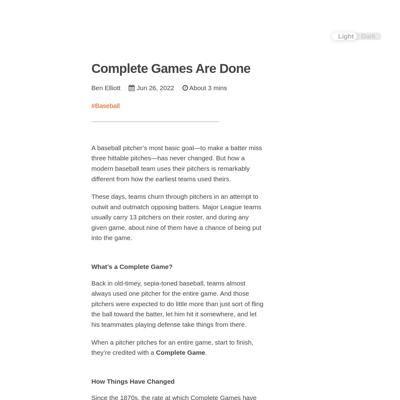 Light Dark
Complete Games Are Done
Ben Elliott Jun 26, 2022 About 3 mins
#Baseball
A baseball pitcher's most basic goal—to make a batter miss
three hittable pitches—has never changed. But how a
modern baseball team uses their pitchers is remarkably
different from how the earliest teams used theirs.
These days, teams churn through pitchers in an attempt to
outwit and outmatch opposing batters. Major League teams
usually carry 13 pitchers on their roster, and during any
given game, about nine of them have a chance of being put
into the game.
What's a Complete Game?
Back in old-timey, sepia-toned baseball, teams almost
always used one pitcher for the entire game. And those
pitchers were expected to do little more than just sort of fling
the ball toward the batter, let him hit it somewhere, and let
his teammates playing defense take things from there.
When a pitcher pitches for an entire game, start to finish,
they're credited with a Complete Game.
How Things Have Changed
Since the 1870s, the rate at which Complete Games have